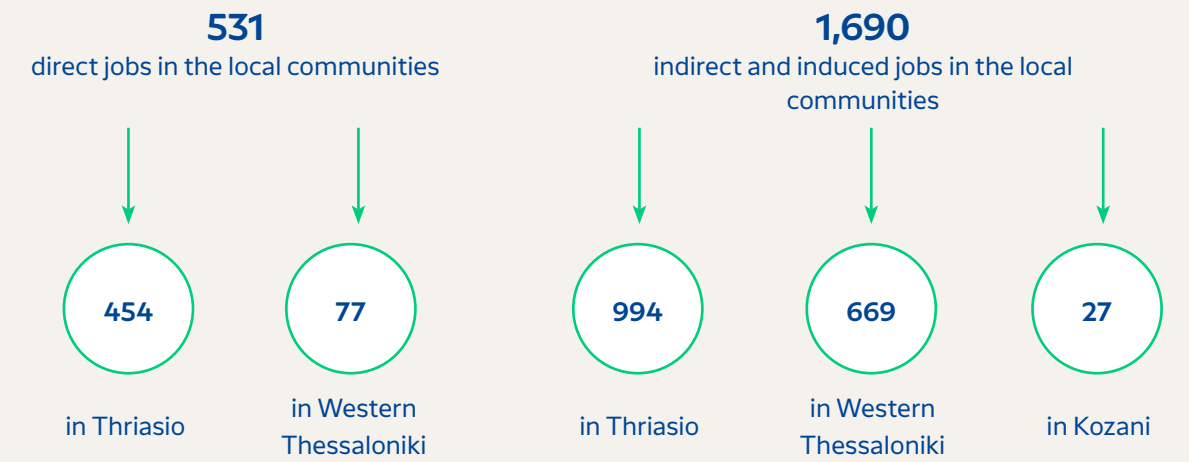 531
direct jobs in the local communities
454
in Thriasio
77
in Western
Thessaloniki
1,690
indirect and induced jobs in the local
communities
994
in Thriasio
669
in Western
Thessaloniki
27
in Kozani